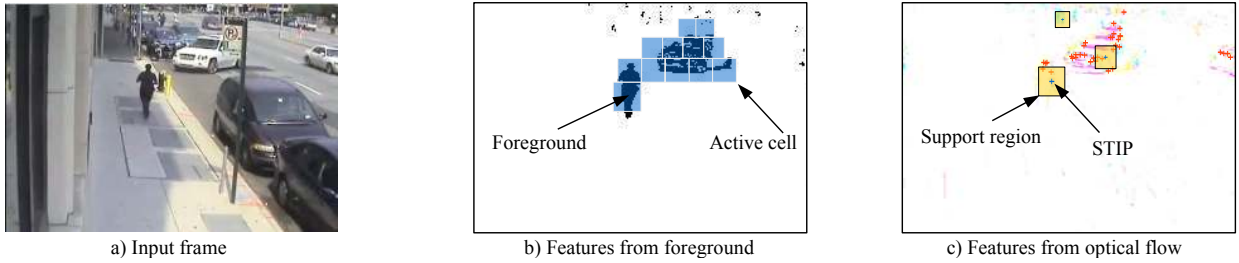 Foreground
Active cell
Support region
STIP
a) Input frame
b) Features from foreground
c) Features from optical flow